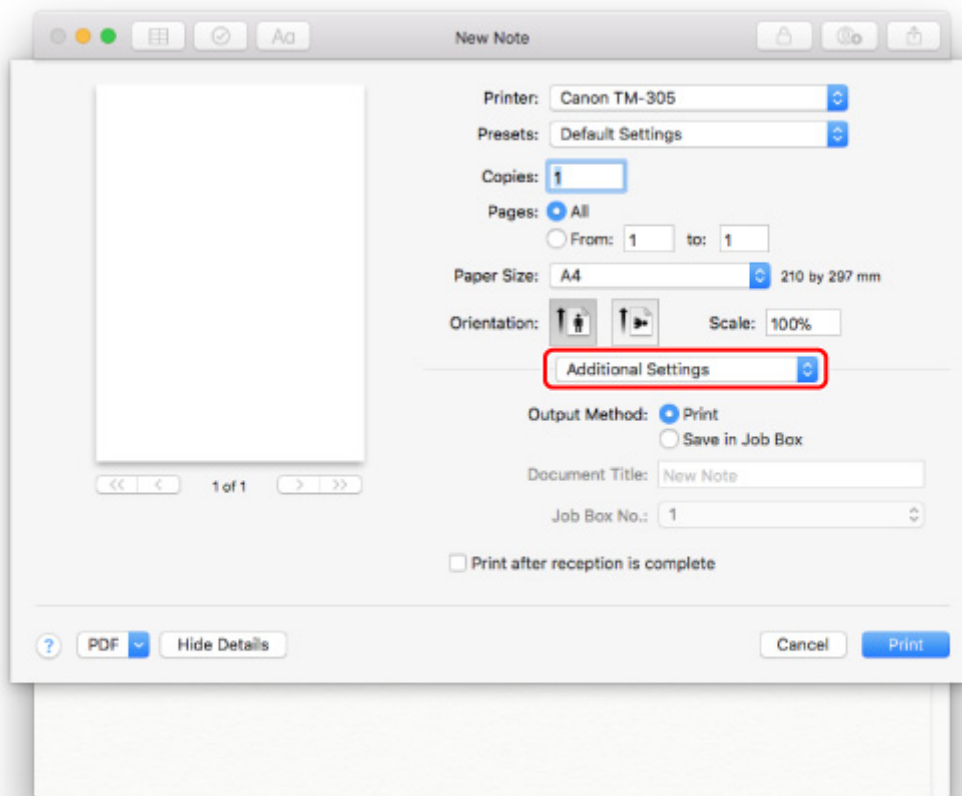 Aa
New Note
Printer: Canon TM-305
Presets: Default Settings
Copies: 1
Pages: All
From: 1 to: 1
Paper Size: A4 210 by 297 mm
Orientation: Scale: 100%
Additional Settings
Output Method: Print
Save in Job Box
Document Title: New Note
Job Box No.: 1
Print after reception is complete
<< < 1 of 1 > >>
? PDF Hide Details Cancel Print